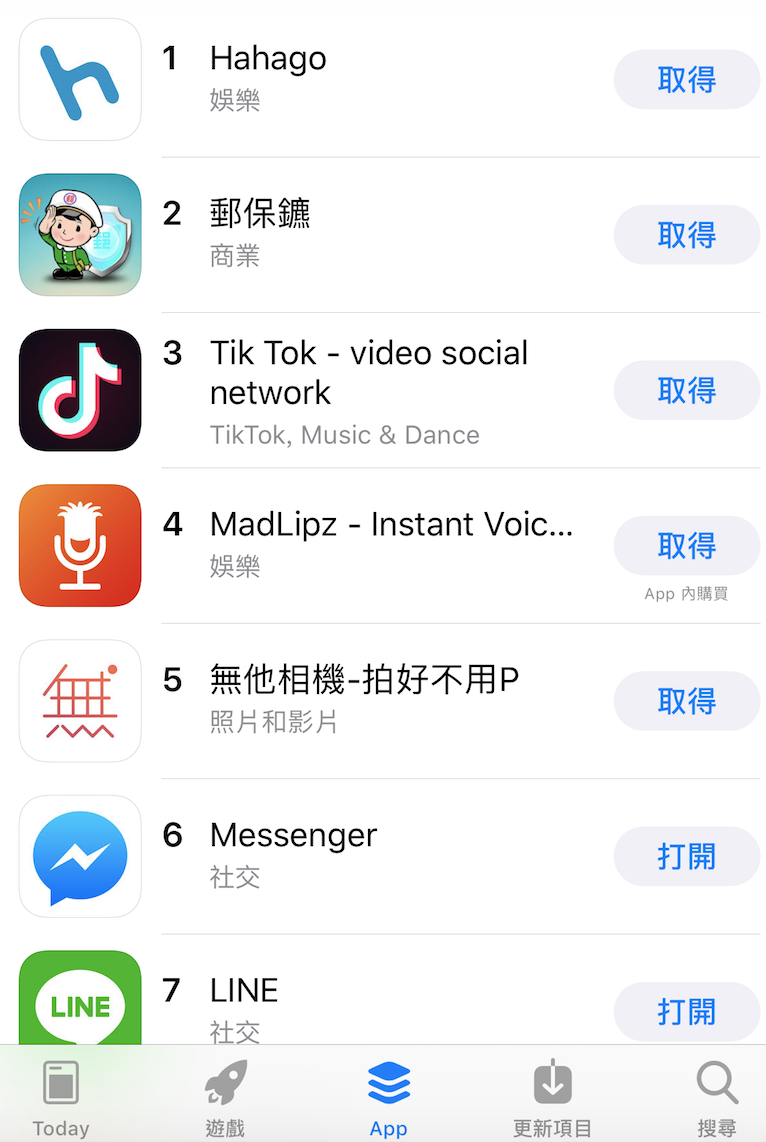 1 Hahago
娛樂
取得
2 郵保鑣
商業
取得
3 Tik Tok - video social
network
TikTok, Music & Dance
取得
4 MadLipz - Instant Voic...
娛樂
取得
App 內購買
5 無他相機-拍好不用P
照片和影片
取得
無
6 Messenger
社交
打開
7 LINE
社交
打開
LINE
Today
遊戲
App
更新項目
搜尋